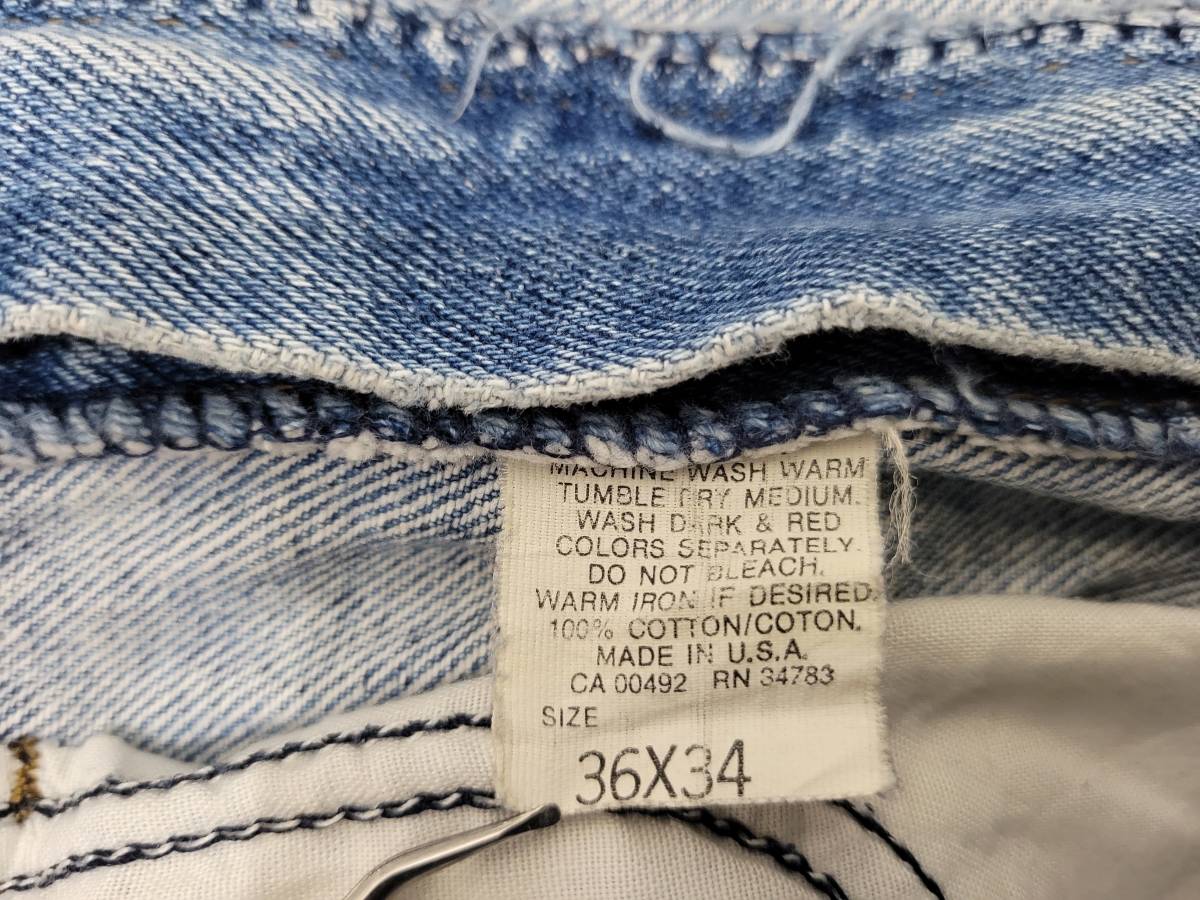 MACHINE WASH WARM
TUMBLE DRY MEDIUM.
WASH DARK & RED
COLORS SEPARATELY.
DO NOT BLEACH.
WARM IRON IF DESIRED.
100% COTTON/COTON.
MADE IN U.S.A.
CA 00492 RN 34783
SIZE
36X34